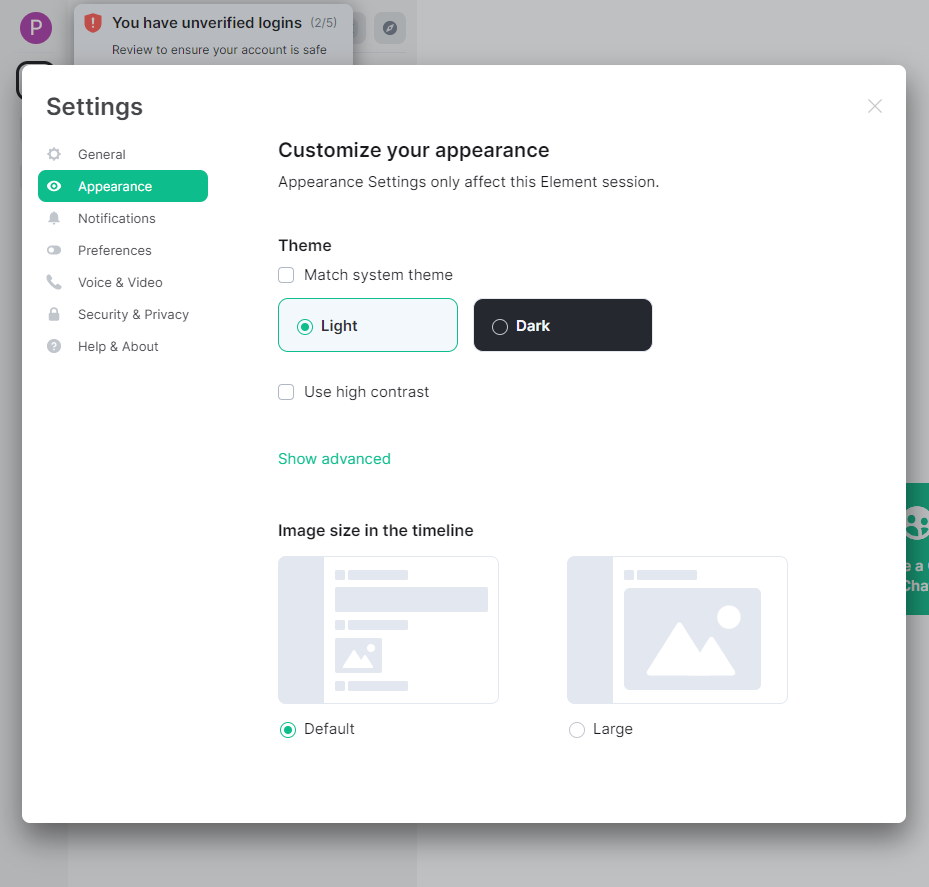 P
You have unverified logins (2/5)
Review to ensure your account is safe
Settings
General
Appearance
Notifications
Preferences
Voice & Video
Security & Privacy
Help & About
Customize your appearance
Appearance Settings only affect this Element session.
Theme
Match system theme
Light
Dark
Use high contrast
Show advanced
Image size in the timeline
Default
Large